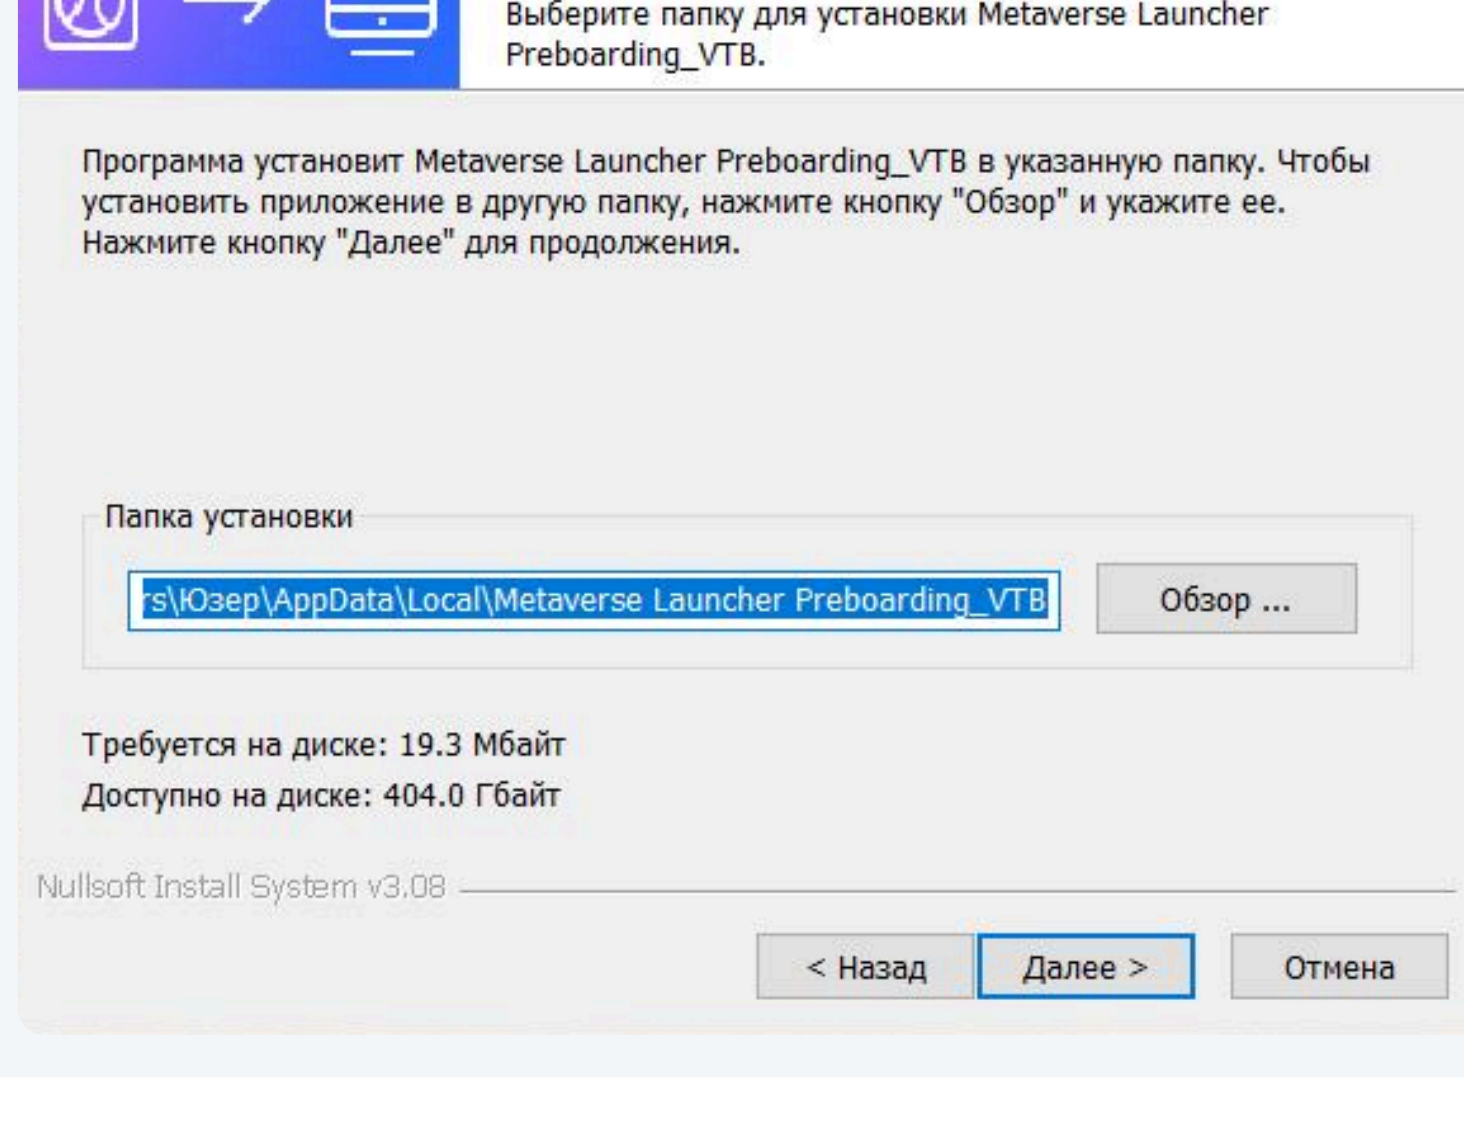 Выберите папку для установки Metaverse Launcher
Preboarding_VTB.
Программа установит Metaverse Launcher Preboarding_VTB в указанную папку. Чтобы
установить приложение в другую папку, нажмите кнопку "Обзор" и укажите ее.
Нажмите кнопку "Далее" для продолжения.
Папка установки
rs\Юзер\AppData\Local\Metaverse Launcher Preboarding_VTB
Обзор ...
Требуется на диске: 19.3 Мбайт
Доступно на диске: 404.0 Гбайт
Nullsoft Install System v3.08
< Назад
Далее >
Отмена